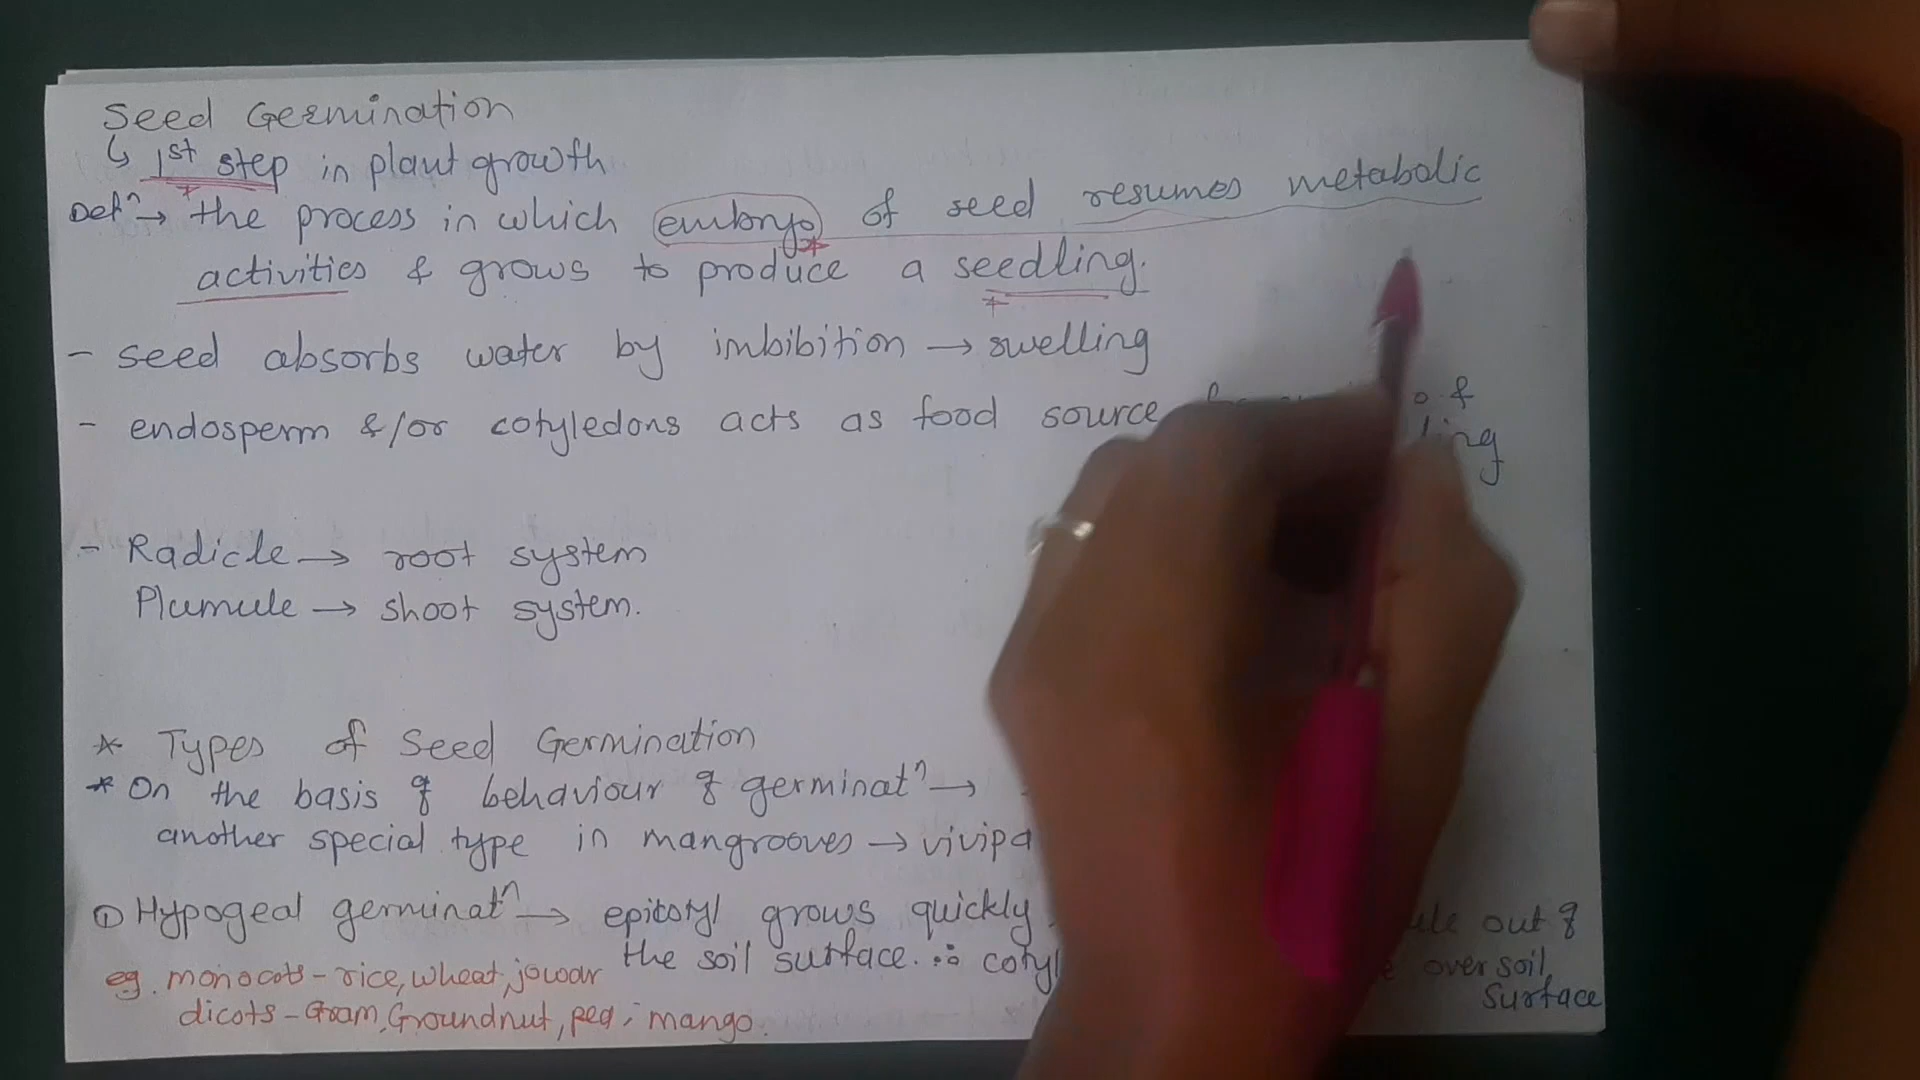 Seed Germination
↳ 1st step in plant growth
Defⁿ → the process in which embryo of seed resumes metabolic
activities & grows to produce a seedling.
- seed absorbs water by imbibition → swelling
- endosperm &/or cotyledons acts as food source &
- Radicle → root system
Plumule → shoot system.
* Types of Seed Germination
* On the basis of behaviour of germinatⁿ →
another special type in mangrooves →
① Hypogeal germinatⁿ → epicotyl grows quickly out of
the soil surface. ∴ over soil
surface
eg. monocots - rice, wheat, jowar
dicots - Gram, Groundnut, pea, mango.